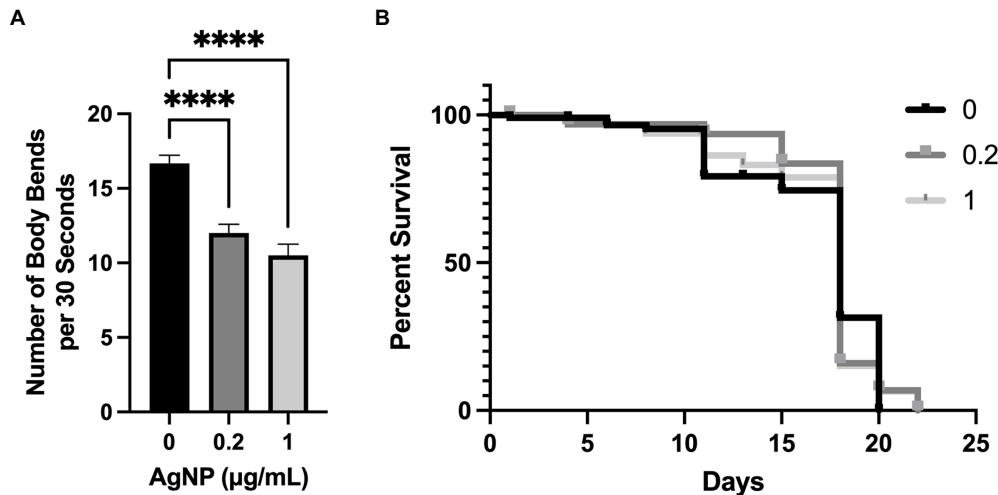 A
Number of Body Bends
per 30 Seconds
20
15
10
5
0
****
****
0 0.2 1
AgNP (µg/mL)
B
Percent Survival
100
50
0
0 5 10 15 20 25
Days
0
0.2
1